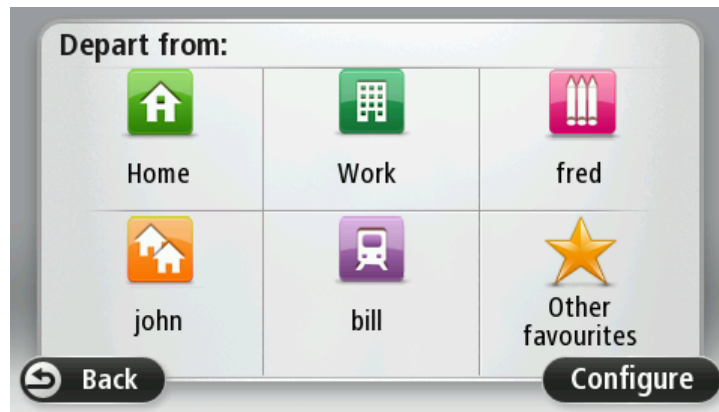 Depart from:
Home
Work
fred
john
bill
Other
favourites
Back
Configure